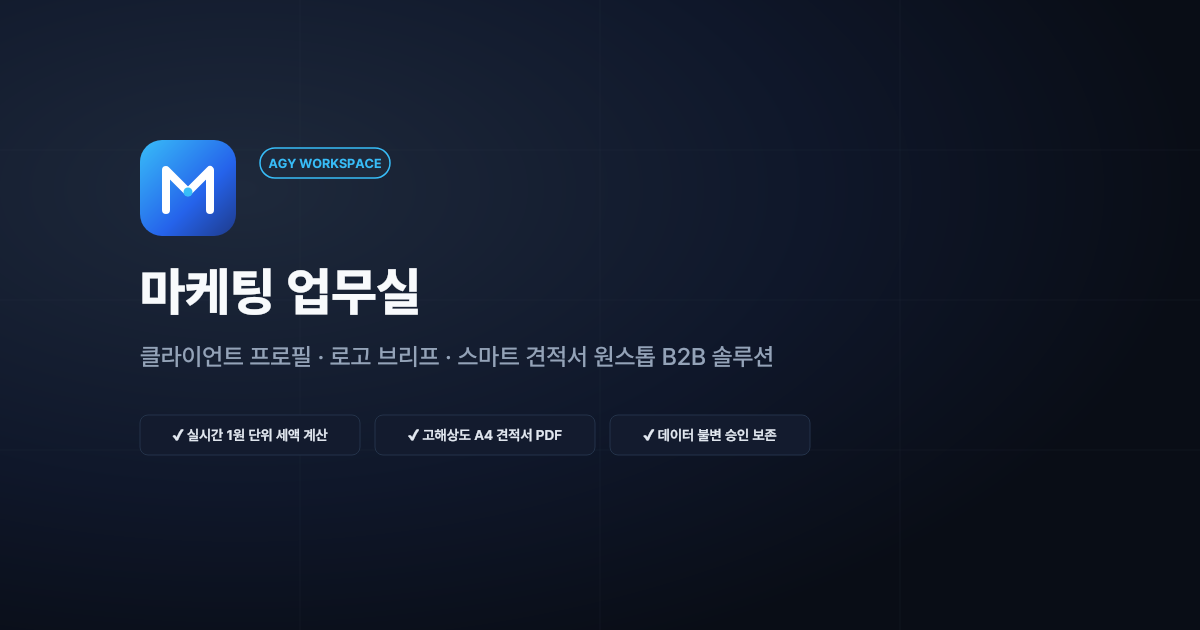 AGY WORKSPACE
마케팅 업무실
클라이언트 프로필 · 로고 브리프 · 스마트 견적서 원스톱 B2B 솔루션
✓ 실시간 1원 단위 세액 계산
✓ 고해상도 A4 견적서 PDF
✓ 데이터 불변 승인 보존